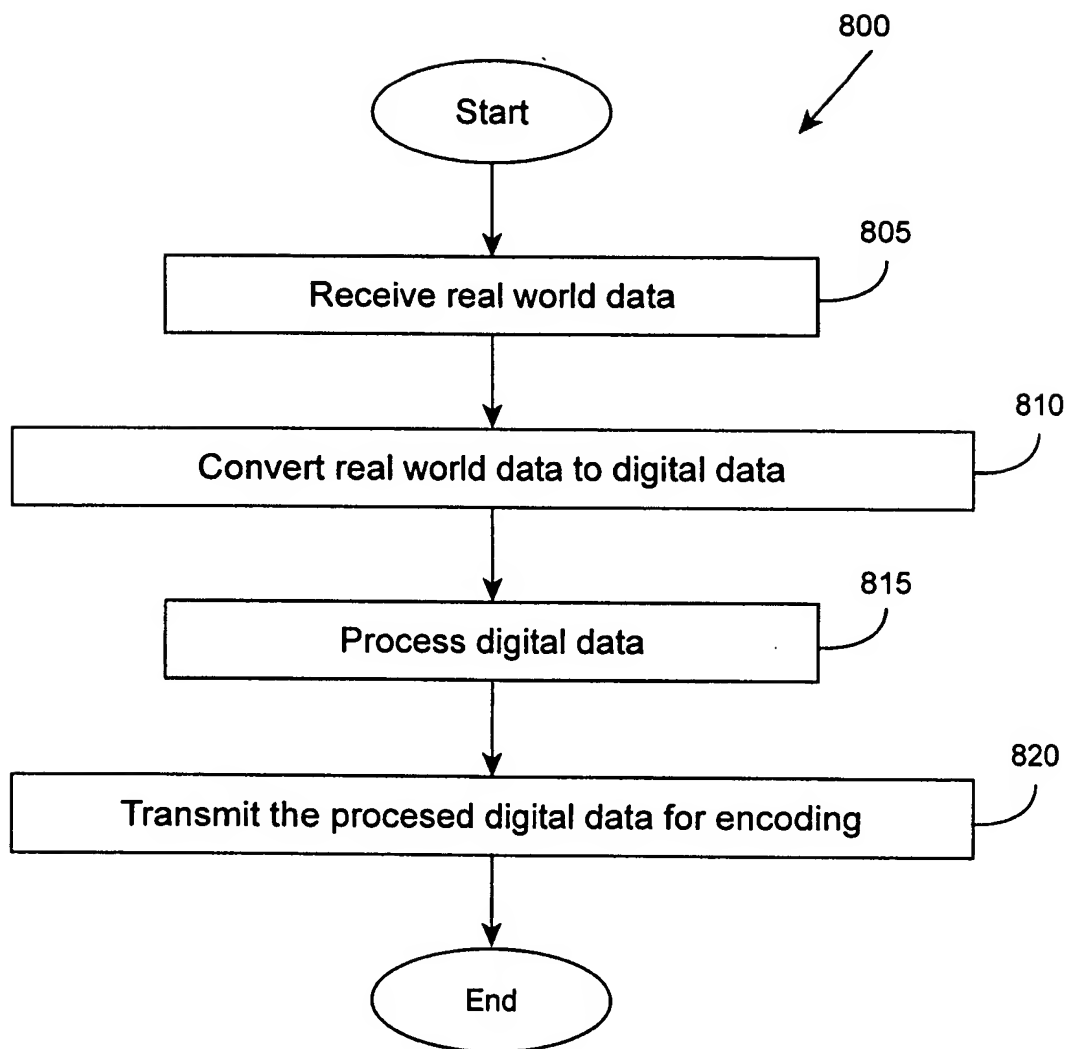 800
Start
805
Receive real world data
810
Convert real world data to digital data
815
Process digital data
820
Transmit the procesed digital data for encoding
End